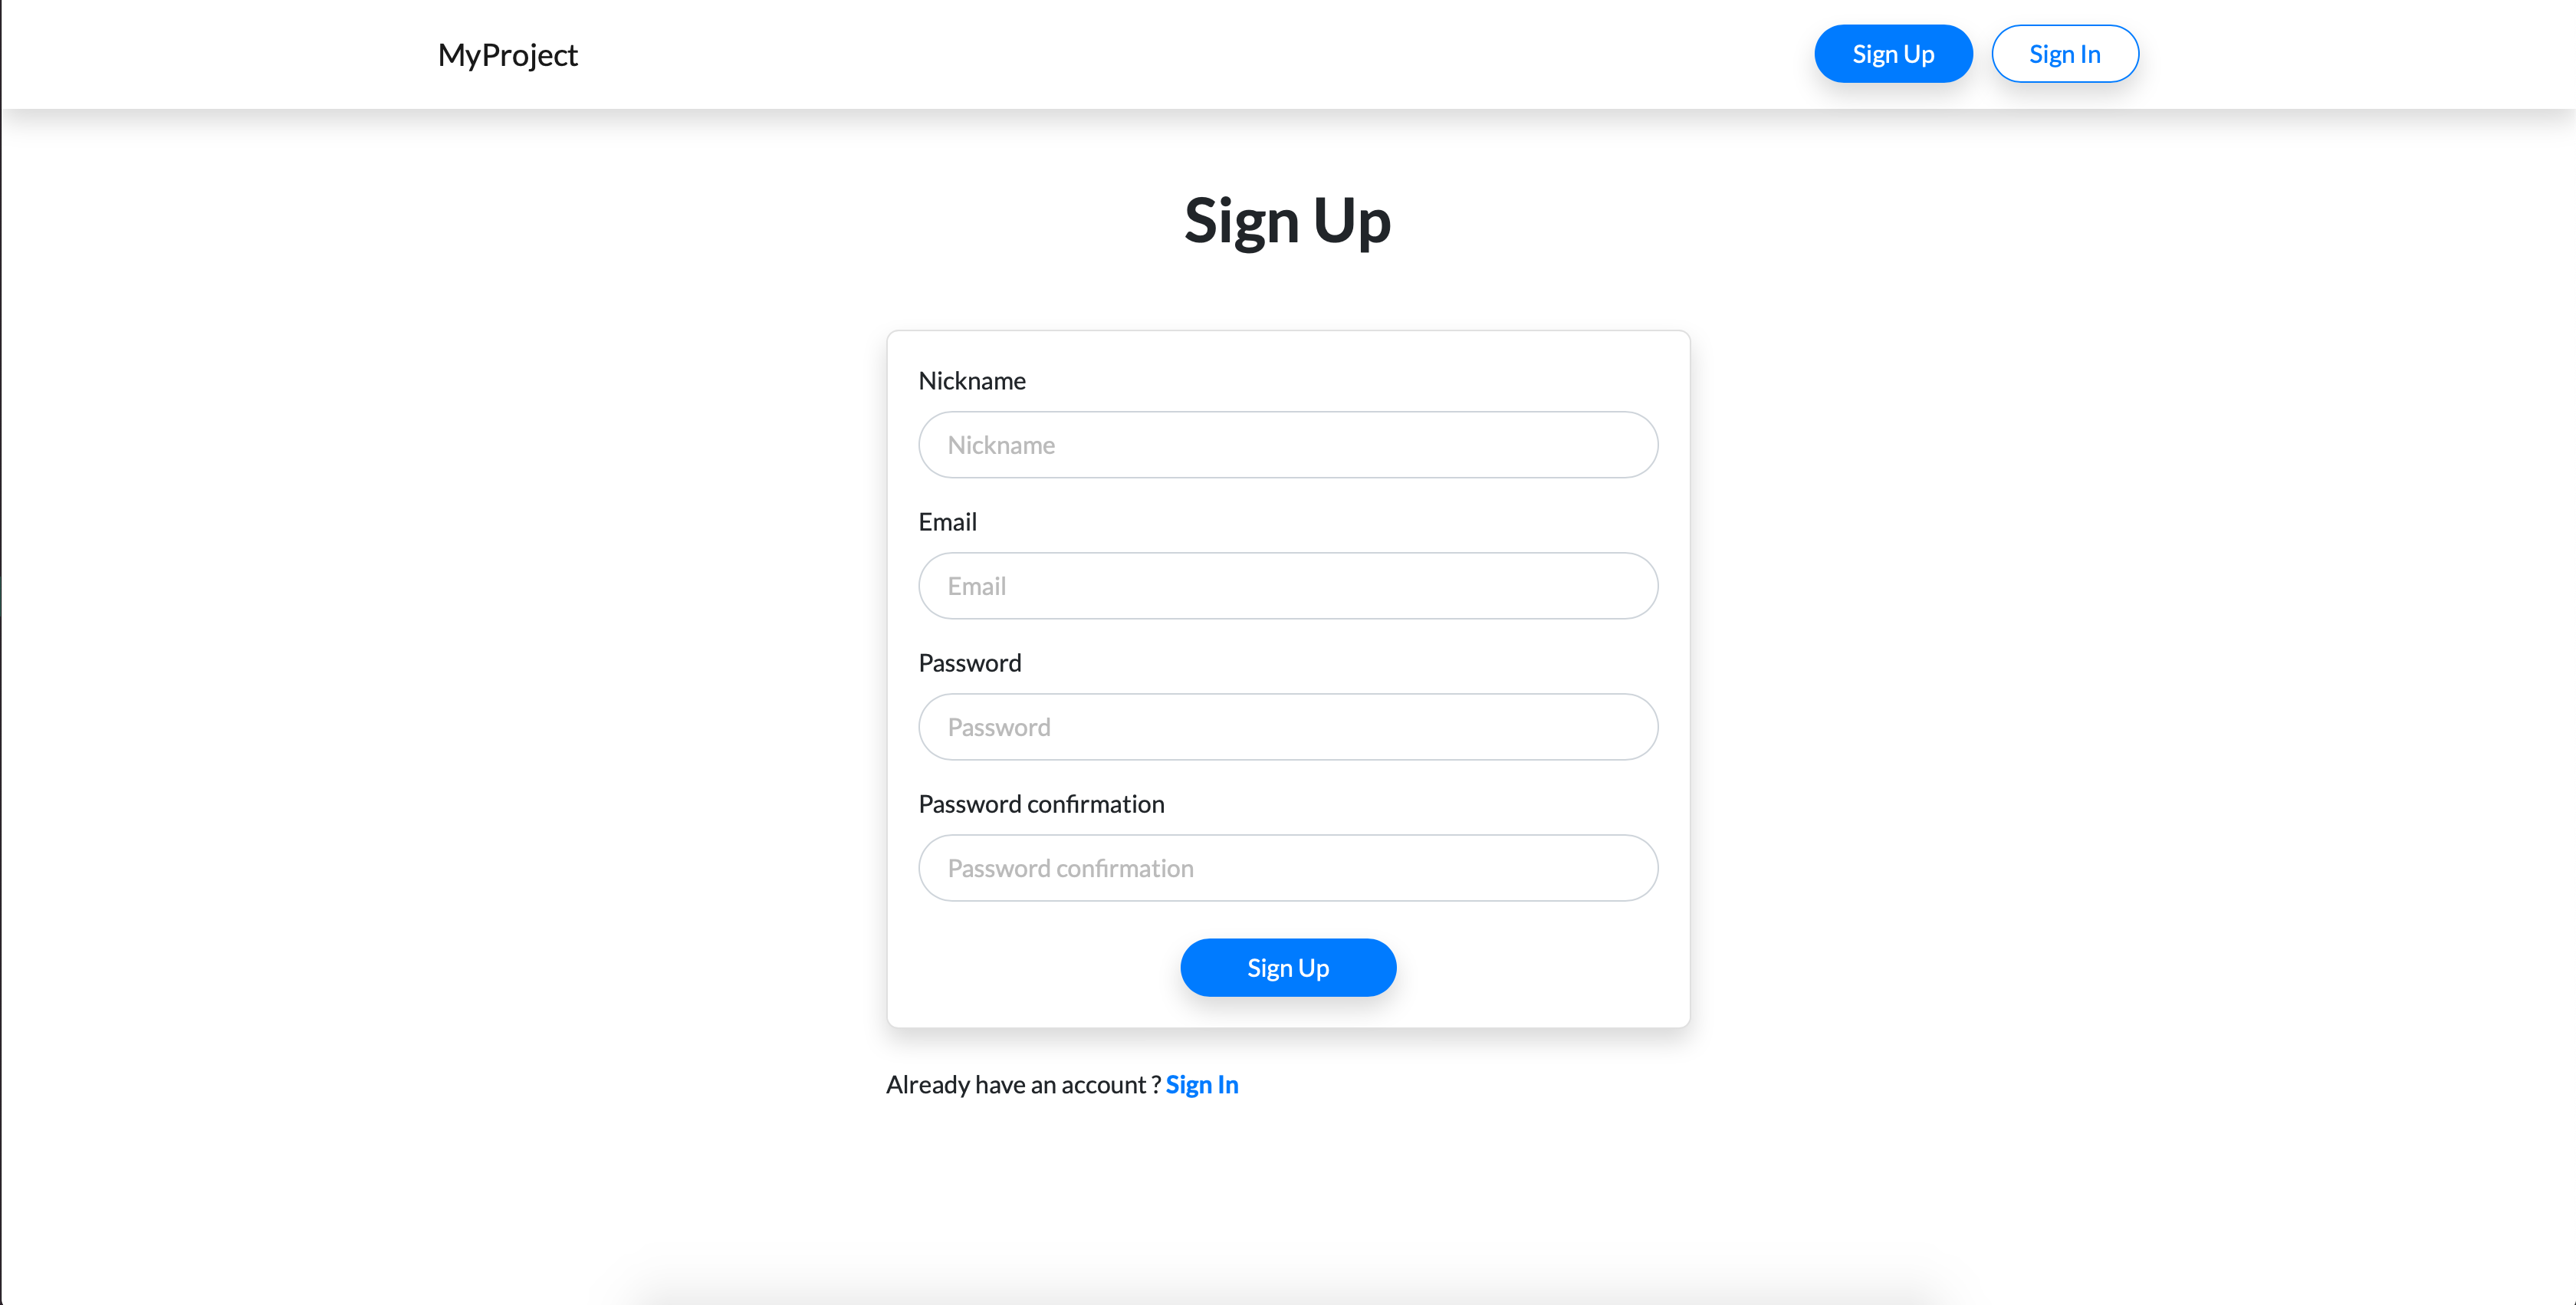 MyProject
Sign Up
Sign In
Sign Up
Nickname
Nickname
Email
Email
Password
Password
Password confirmation
Password confirmation
Sign Up
Already have an account ? Sign In